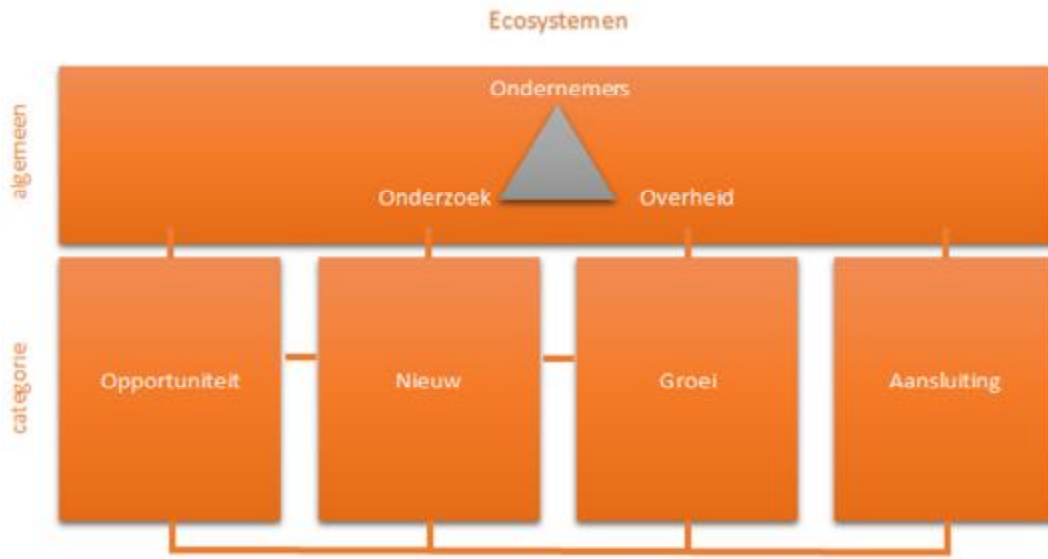 Ecosystemen
algemeen
Ondernemers
Onderzoek
Overheid
categorie
Opportuniteit
Nieuw
Groei
Aansluiting